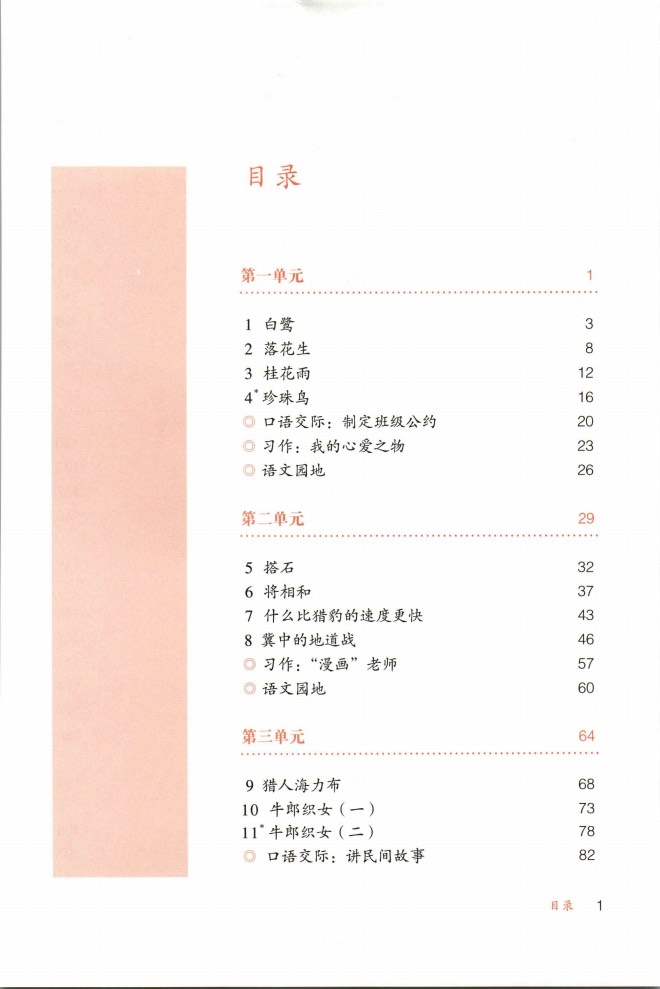 目录
第一单元 1
1 白鹭 3
2 落花生 8
3 桂花雨 12
4* 珍珠鸟 16
◎ 口语交际：制定班级公约 20
◎ 习作：我的心爱之物 23
◎ 语文园地 26
第二单元 29
5 搭石 32
6 将相和 37
7 什么比猎豹的速度更快 43
8 冀中的地道战 46
◎ 习作：“漫画”老师 57
◎ 语文园地 60
第三单元 64
9 猎人海力布 68
10 牛郎织女（一） 73
11* 牛郎织女（二） 78
◎ 口语交际：讲民间故事 82
目录 1